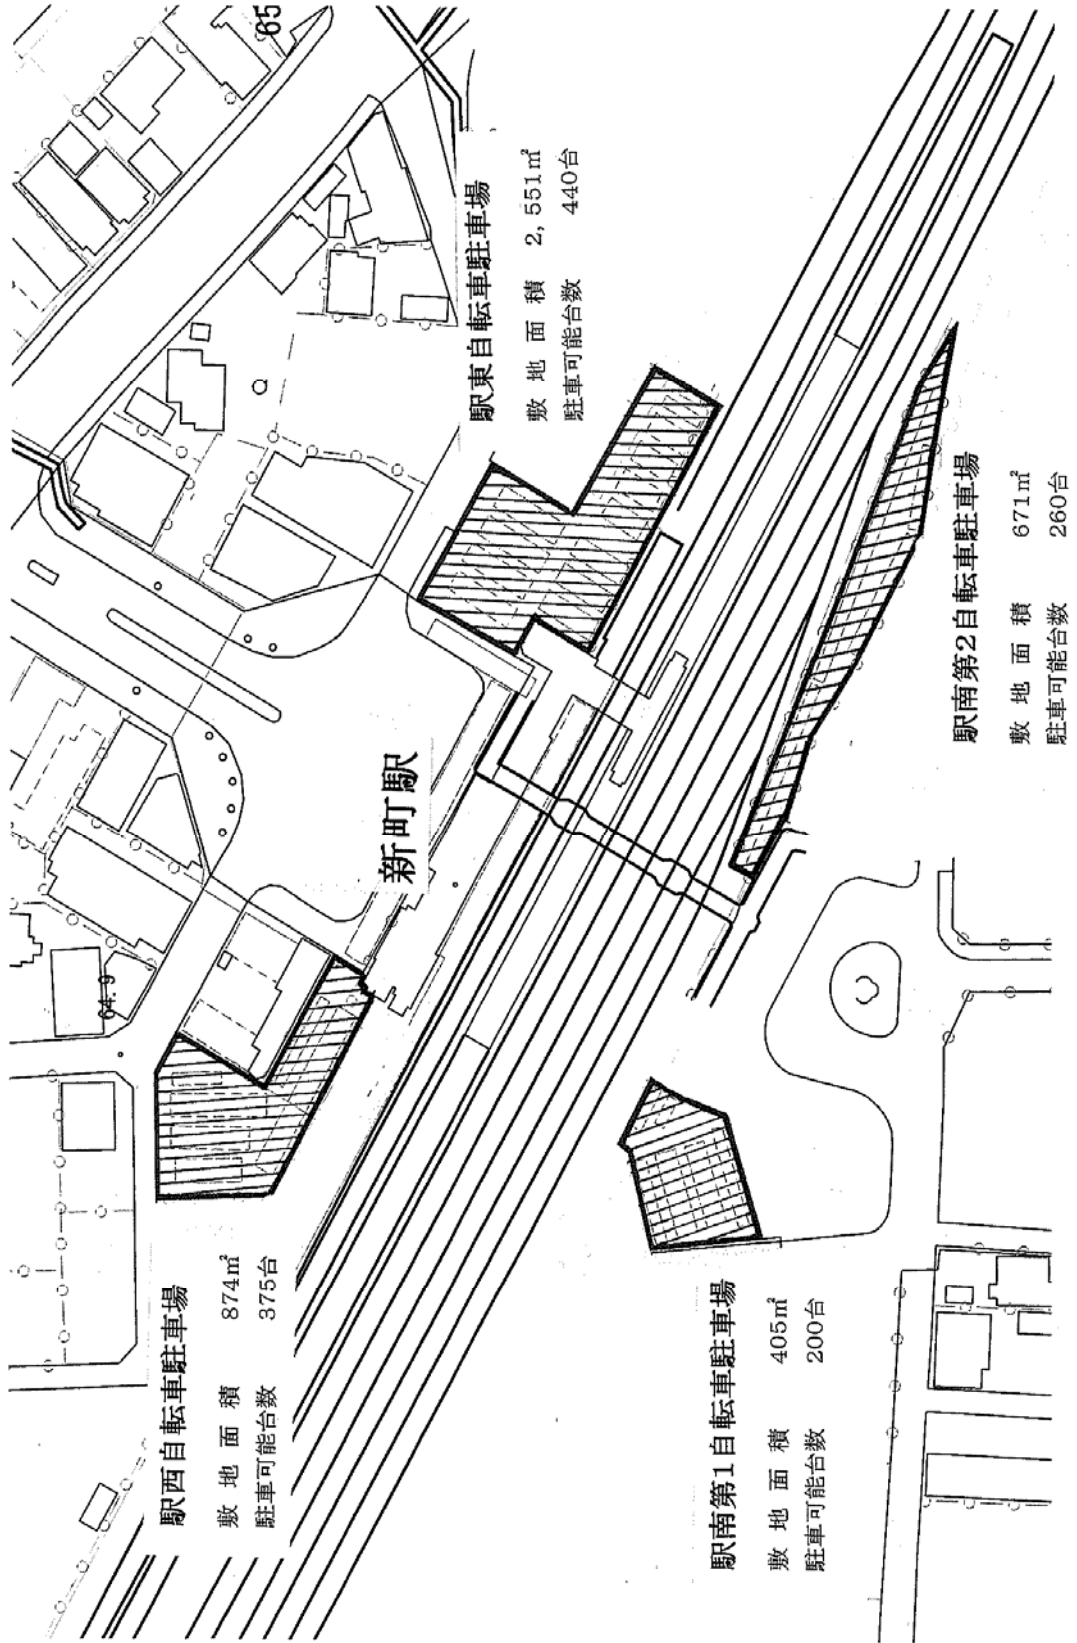 駅西自転車駐車場
敷地面積 874㎡
駐車可能台数 375台
64.9
新町駅
駅東自転車駐車場
敷地面積 2,551㎡
駐車可能台数 440台
65
駅南第1自転車駐車場
敷地面積 405㎡
駐車可能台数 200台
駅南第2自転車駐車場
敷地面積 671㎡
駐車可能台数 260台